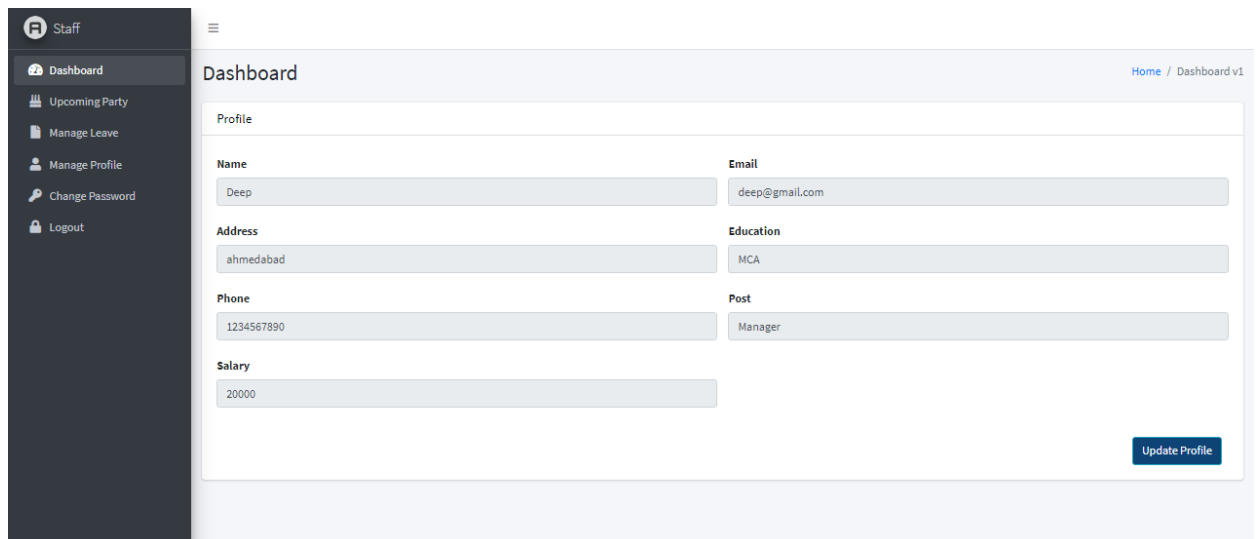 Staff
Dashboard
Upcoming Party
Manage Leave
Manage Profile
Change Password
Logout
Dashboard
Home / Dashboard v1
Profile
Name
Email
Deep
deep@gmail.com
Address
Education
ahmedabad
MCA
Phone
Post
1234567890
Manager
Salary
20000
Update Profile